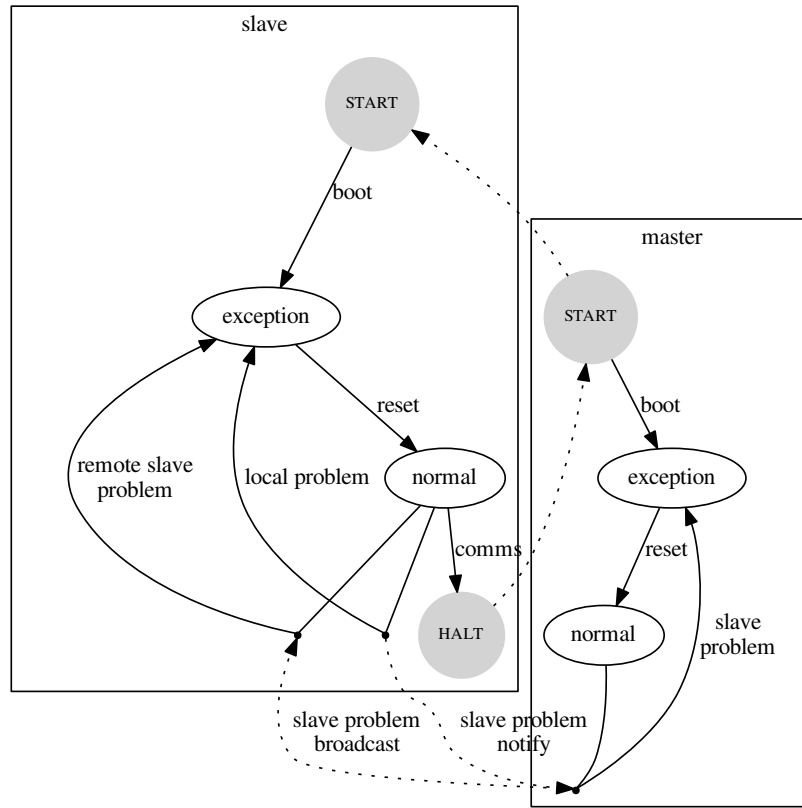 slave
START
boot
master
START
exception
boot
reset
remote slave
problem
local problem
normal
exception
comms
reset
HALT
normal
slave
problem
slave problem
broadcast
slave problem
notify